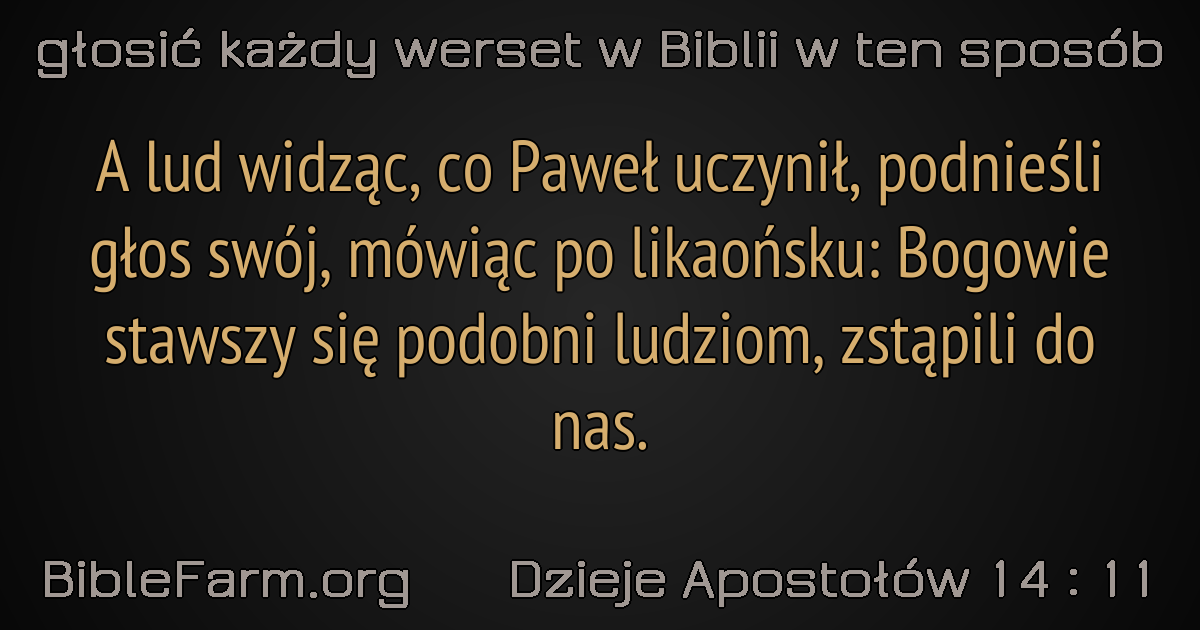 głosić każdy werset w Biblii w ten sposób
A lud widząc, co Paweł uczynił, podnieśli
głos swój, mówiąc po likaońsku: Bogowie
stawszy się podobni ludziom, zstąpili do
nas.
BibleFarm.org Dzieje Apostołów 14 : 11